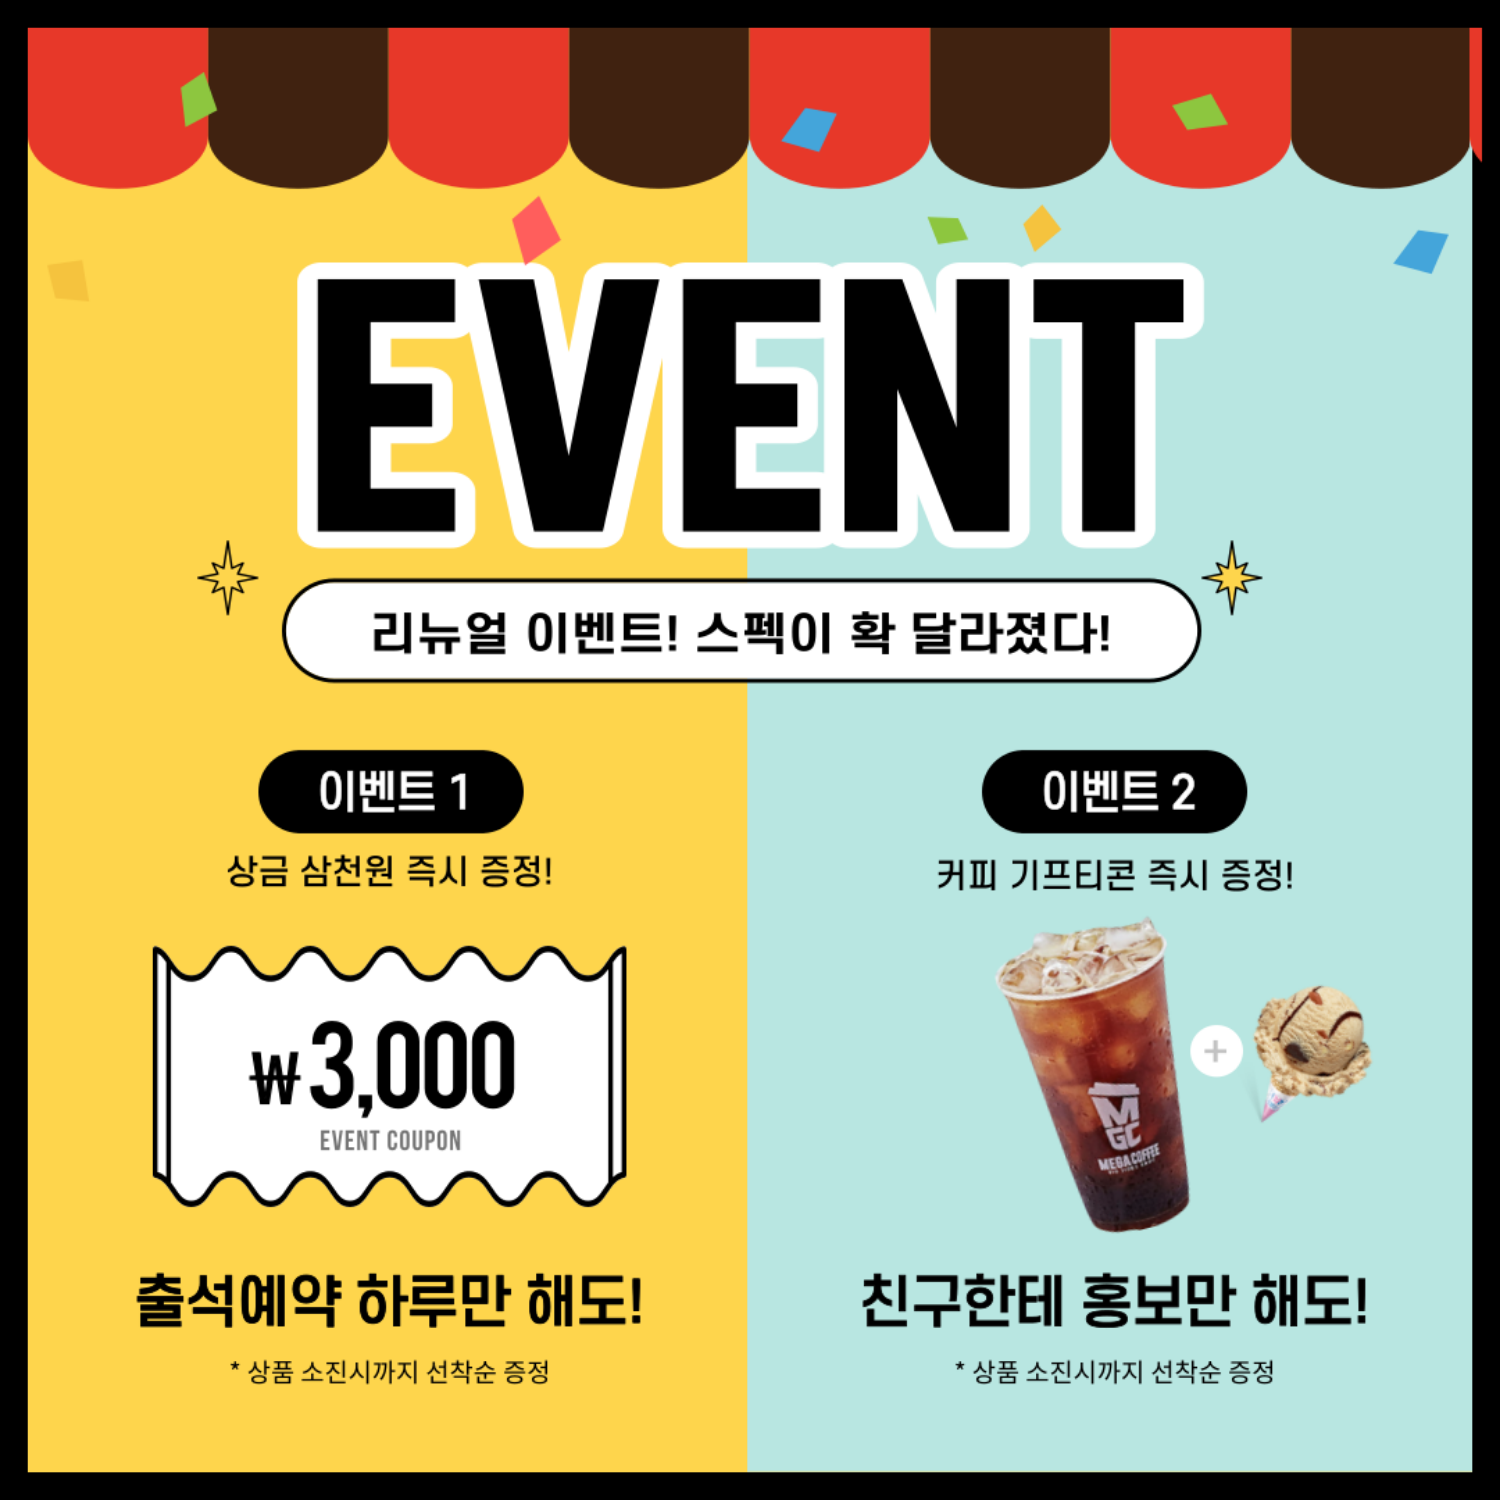 EVENT
리뉴얼 이벤트! 스펙이 확 달라졌다!
이벤트 1
상금 삼천원 즉시 증정!
₩3,000
EVENT COUPON
출석예약 하루만 해도!
* 상품 소진시까지 선착순 증정
이벤트 2
커피 기프티콘 즉시 증정!
+
M
GC
MEGA COFFEE
친구한테 홍보만 해도!
* 상품 소진시까지 선착순 증정